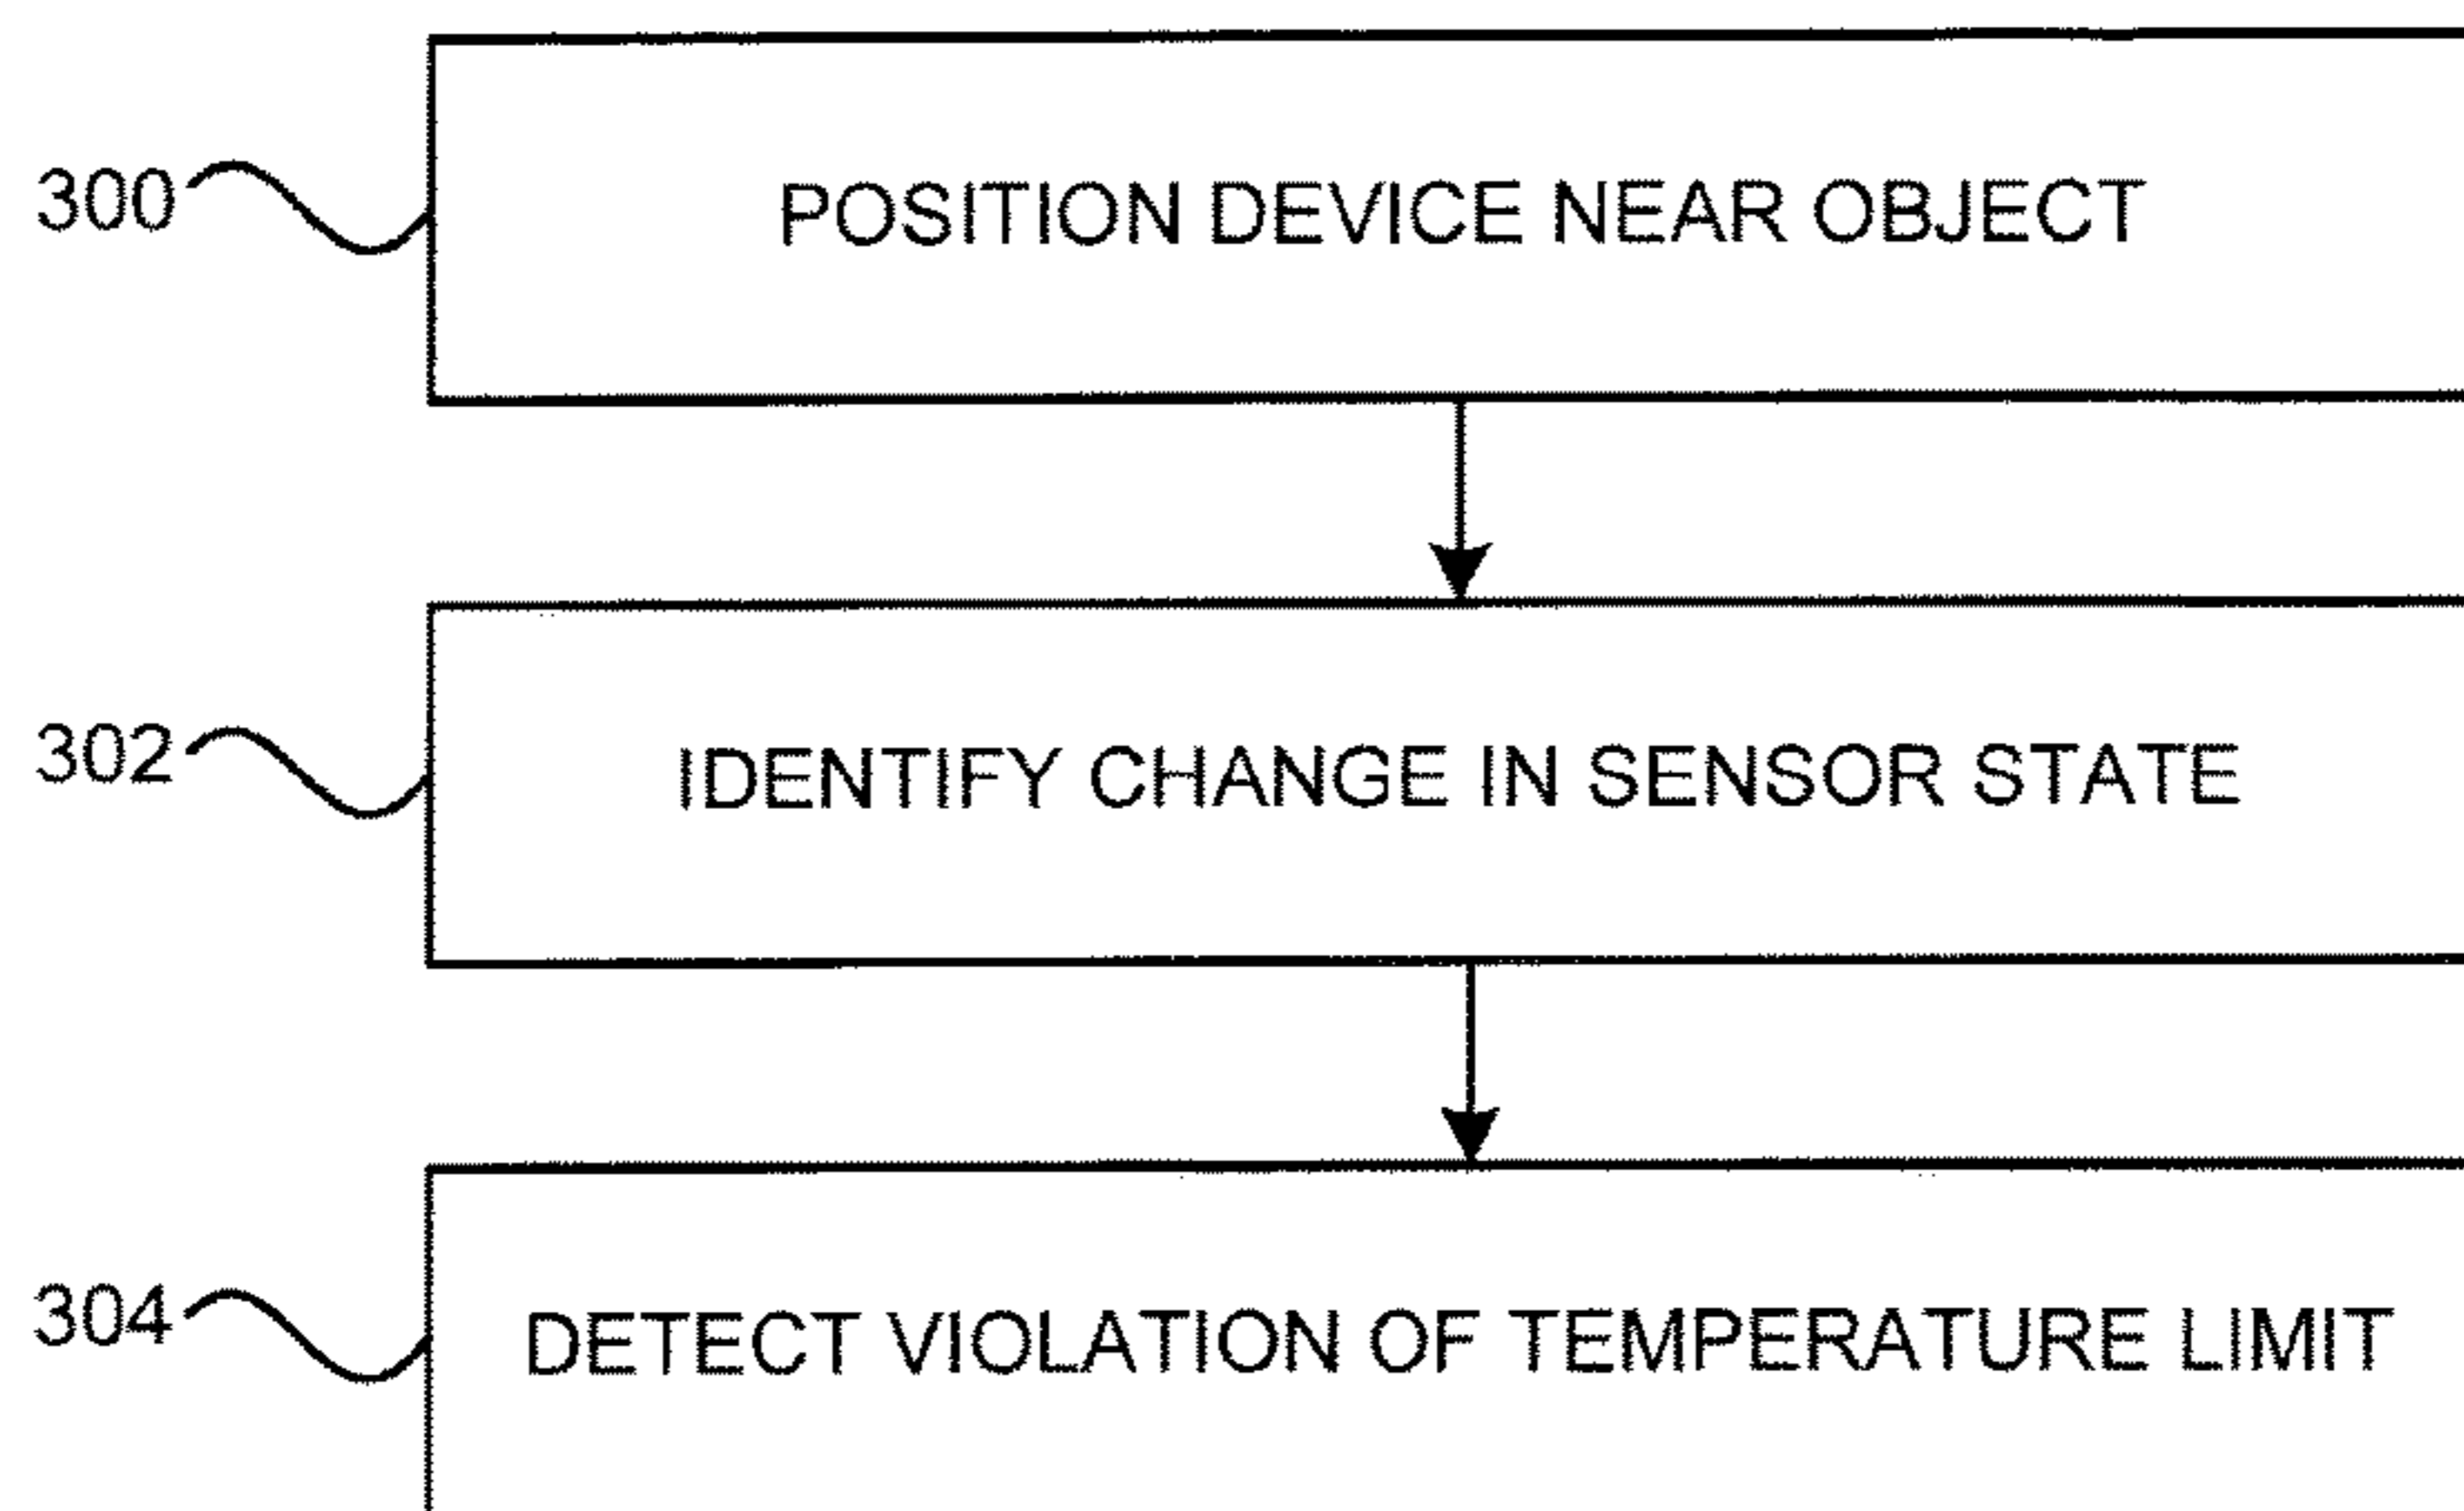 300 POSITION DEVICE NEAR OBJECT
302 IDENTIFY CHANGE IN SENSOR STATE
304 DETECT VIOLATION OF TEMPERATURE LIMIT